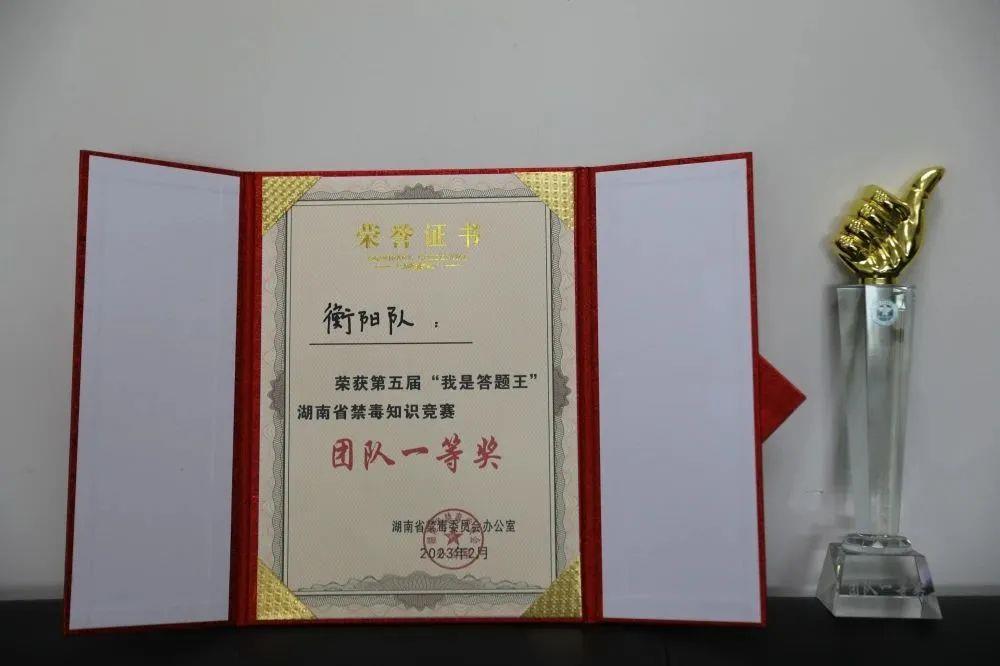 荣誉证书
衡阳队：
荣获第五届“我是答题王”
湖南省禁毒知识竞赛
团队一等奖
湖南省禁毒委员会办公室
2023年2月